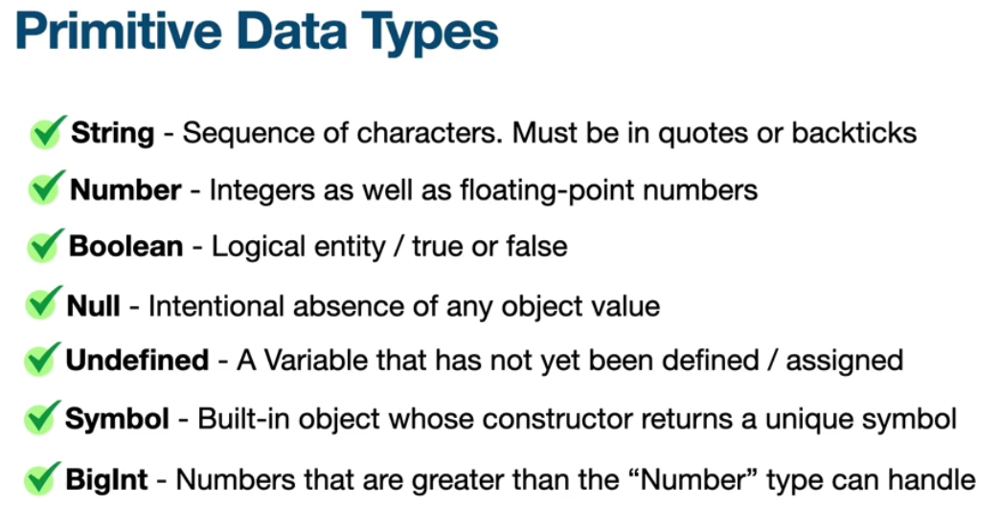 Primitive Data Types
String - Sequence of characters. Must be in quotes or backticks
Number - Integers as well as floating-point numbers
Boolean - Logical entity / true or false
Null - Intentional absence of any object value
Undefined - A Variable that has not yet been defined / assigned
Symbol - Built-in object whose constructor returns a unique symbol
BigInt - Numbers that are greater than the “Number” type can handle